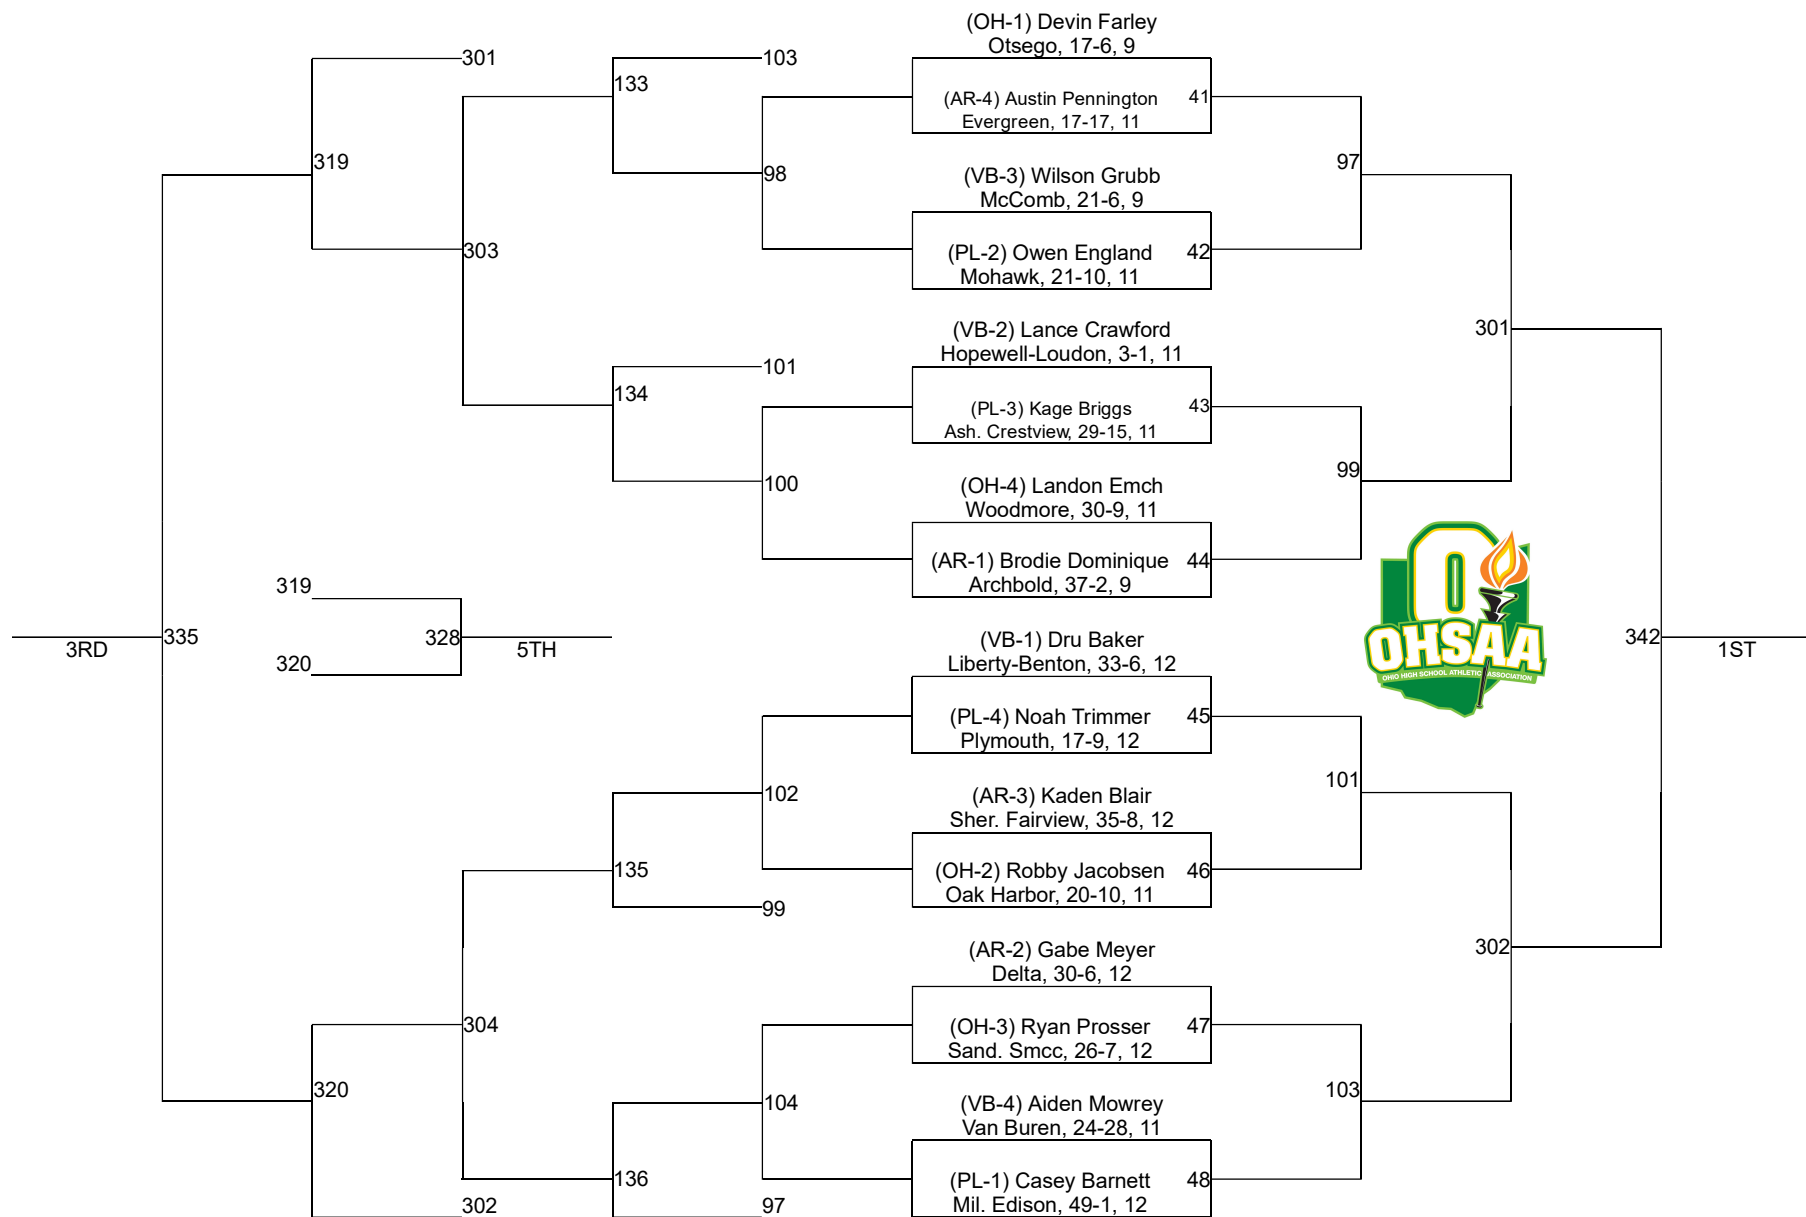 (OH-1) Devin Farley
Otsego, 17-6, 9
301
103
133
(AR-4) Austin Pennington
41
Evergreen, 17-17, 11
319
97
98
(VB-3) Wilson Grubb
McComb, 21-6, 9
303
(PL-2) Owen England
42
Mohawk, 21-10, 11
(VB-2) Lance Crawford
301
Hopewell-Loudon, 3-1, 11
101
134
(PL-3) Kage Briggs
43
Ash. Crestview, 29-15, 11
99
100
(OH-4) Landon Emch
Woodmore, 30-9, 11
(AR-1) Brodie Dominique
44
Archbold, 37-2, 9
O
OHSAA
OHIO HIGH SCHOOL ATHLETIC ASSOCIATION
319
335
328
342
3RD
5TH
1ST
(VB-1) Dru Baker
Liberty-Benton, 33-6, 12
320
(PL-4) Noah Trimmer
45
Plymouth, 17-9, 12
101
102
(AR-3) Kaden Blair
Sher. Fairview, 35-8, 12
135
(OH-2) Robby Jacobsen
46
Oak Harbor, 20-10, 11
99
302
(AR-2) Gabe Meyer
Delta, 30-6, 12
304
(OH-3) Ryan Prosser
47
Sand. Smcc, 26-7, 12
320
103
104
(VB-4) Aiden Mowrey
Van Buren, 24-28, 11
136
(PL-1) Casey Barnett
48
Mil. Edison, 49-1, 12
302
97